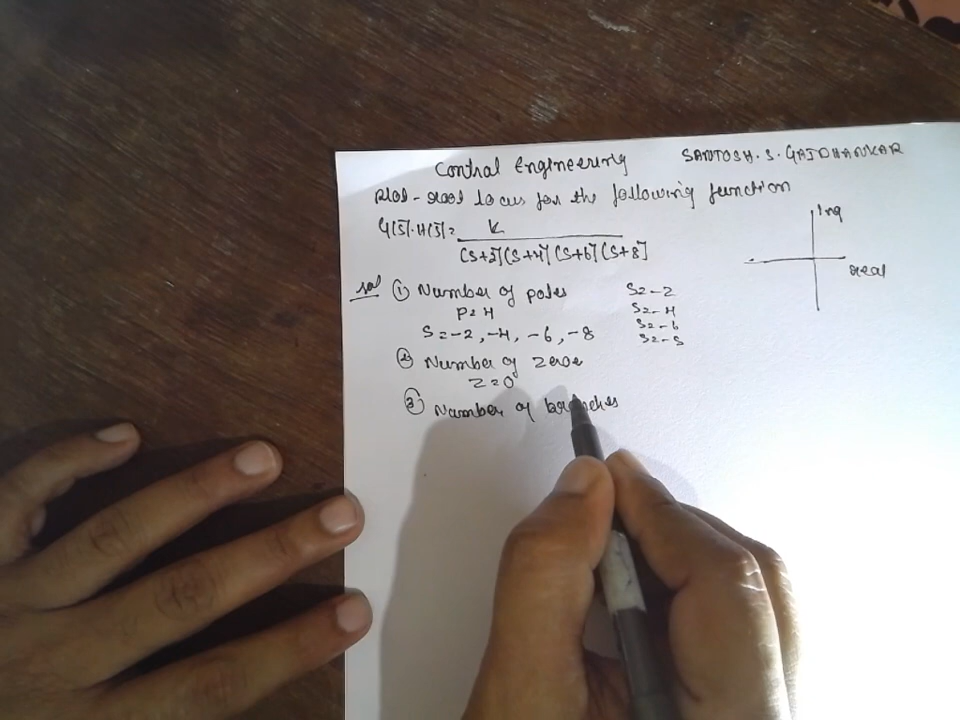 Control Engineering
SANTOSH.S.GAIDHANKAR
Plot-root locus for the following function
G(s).H(s)= K
(s+2)(s+4)(s+6)(s+8)
Img
real
sol ① Number of poles
P=4
S=-2, -4, -6, -8
S=-2
S=-4
S=-6
S=-8
② Number of zeroe
Z=0
③ Number of branches